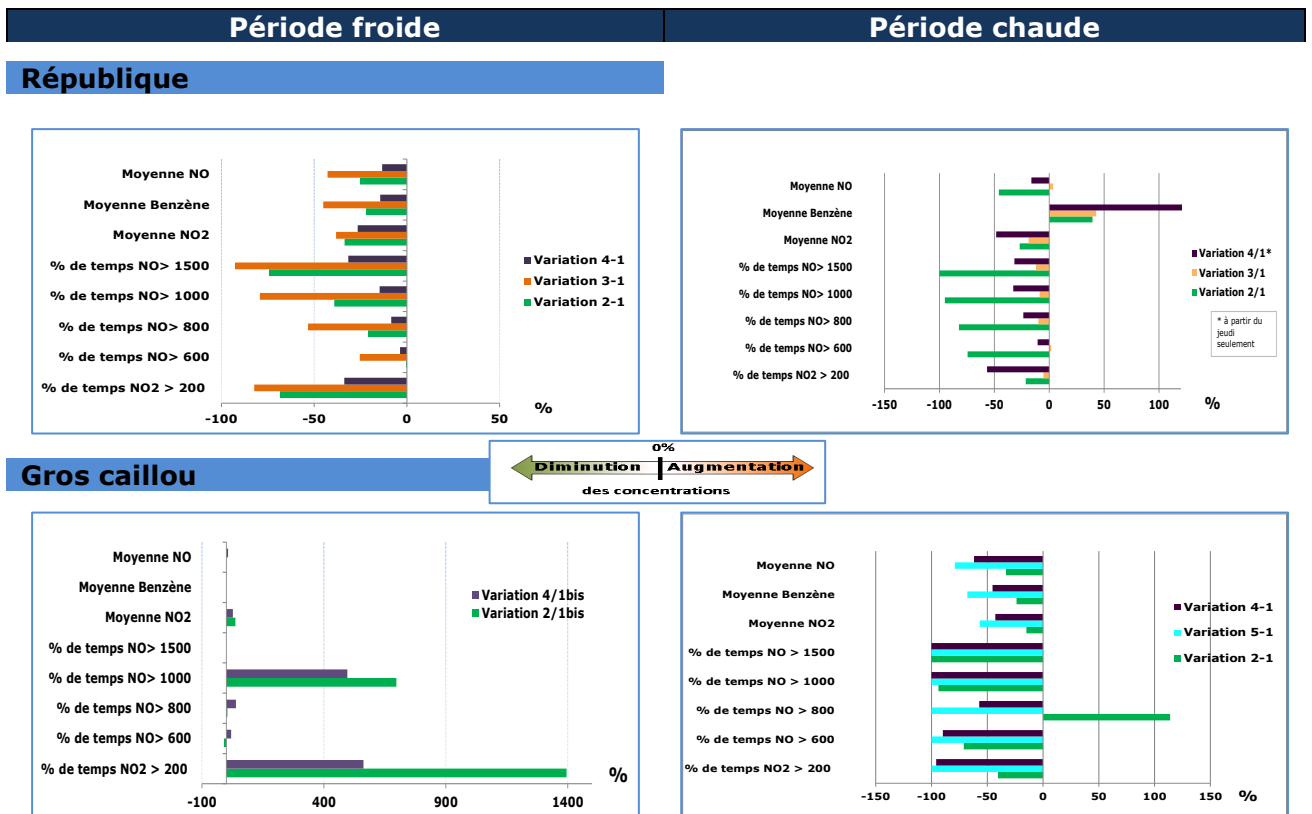 Période froide
Période chaude
République
Moyenne NO
Moyenne Benzène
Moyenne NO2
% de temps NO> 1500
% de temps NO> 1000
% de temps NO> 800
% de temps NO> 600
% de temps NO2 > 200
-100 -50 0 50 %
Variation 4-1
Variation 3-1
Variation 2-1
Moyenne NO
Moyenne Benzène
Moyenne NO2
% de temps NO> 1500
% de temps NO> 1000
% de temps NO> 800
% de temps NO> 600
% de temps NO2 > 200
-150 -100 -50 0 50 100 %
Variation 4/1*
Variation 3/1
Variation 2/1
* à partir du
jeudi
seulement
0%
Diminution Augmentation
des concentrations
Gros caillou
Moyenne NO
Moyenne Benzène
Moyenne NO2
% de temps NO> 1500
% de temps NO> 1000
% de temps NO> 800
% de temps NO> 600
% de temps NO2 > 200
-100 400 900 1400
%
Variation 4/1bis
Variation 2/1bis
Moyenne NO
Moyenne Benzène
Moyenne NO2
% de temps NO > 1500
% de temps NO > 1000
% de temps NO > 800
% de temps NO > 600
% de temps NO2 > 200
-150 -100 -50 0 50 100 150 %
Variation 4-1
Variation 5-1
Variation 2-1